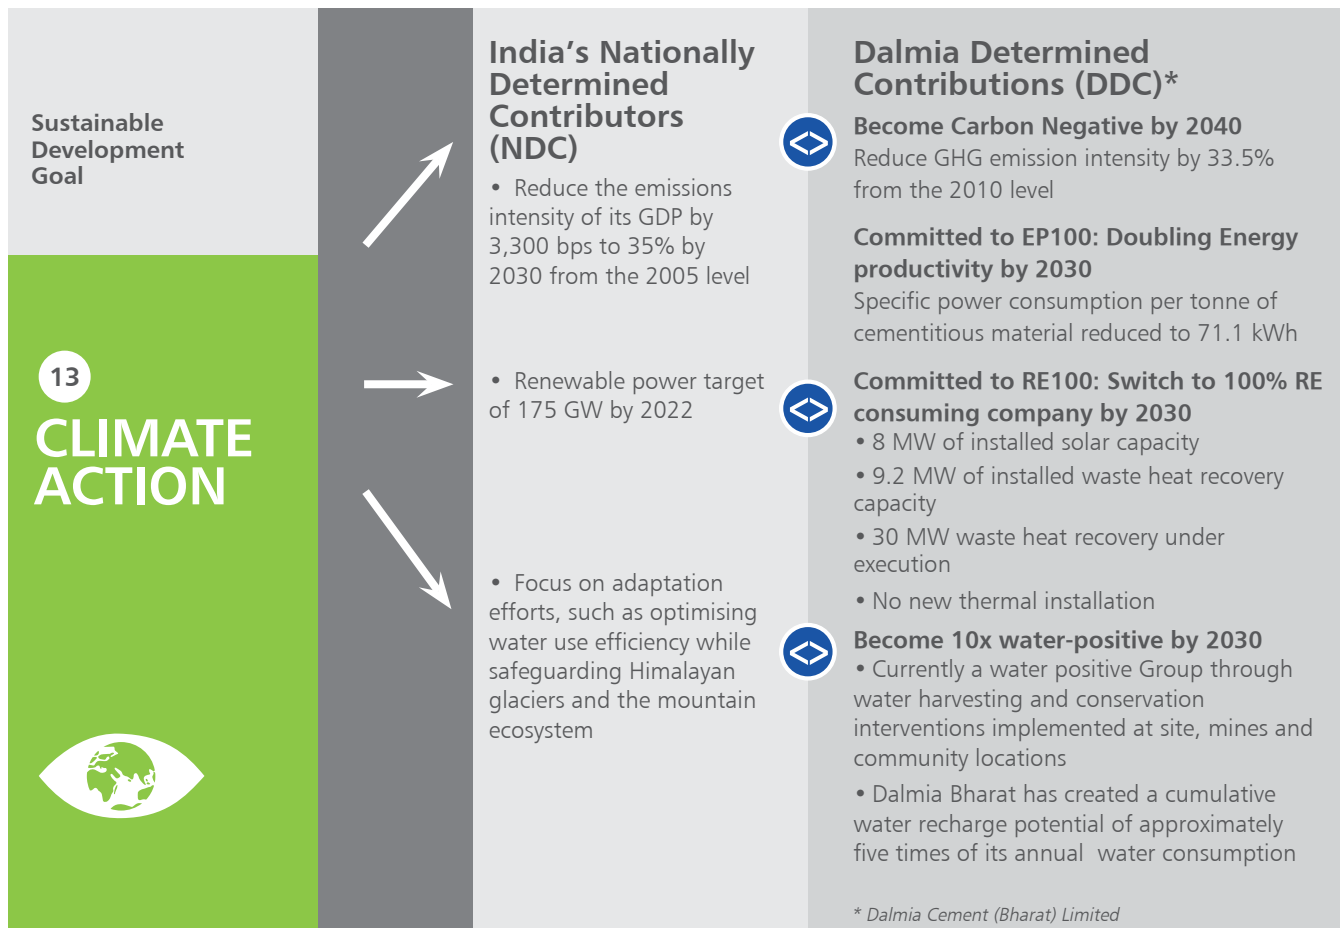 Sustainable
Development
Goal
13
CLIMATE
ACTION
India’s Nationally
Determined
Contributors
(NDC)
• Reduce the emissions
intensity of its GDP by
3,300 bps to 35% by
2030 from the 2005 level
• Renewable power target
of 175 GW by 2022
• Focus on adaptation
efforts, such as optimising
water use efficiency while
safeguarding Himalayan
glaciers and the mountain
ecosystem
Dalmia Determined
Contributions (DDC)*
Become Carbon Negative by 2040
Reduce GHG emission intensity by 33.5%
from the 2010 level
Committed to EP100: Doubling Energy
productivity by 2030
Specific power consumption per tonne of
cementitious material reduced to 71.1 kWh
Committed to RE100: Switch to 100% RE
consuming company by 2030
• 8 MW of installed solar capacity
• 9.2 MW of installed waste heat recovery
capacity
• 30 MW waste heat recovery under
execution
• No new thermal installation
Become 10x water-positive by 2030
• Currently a water positive Group through
water harvesting and conservation
interventions implemented at site, mines and
community locations
• Dalmia Bharat has created a cumulative
water recharge potential of approximately
five times of its annual water consumption
* Dalmia Cement (Bharat) Limited